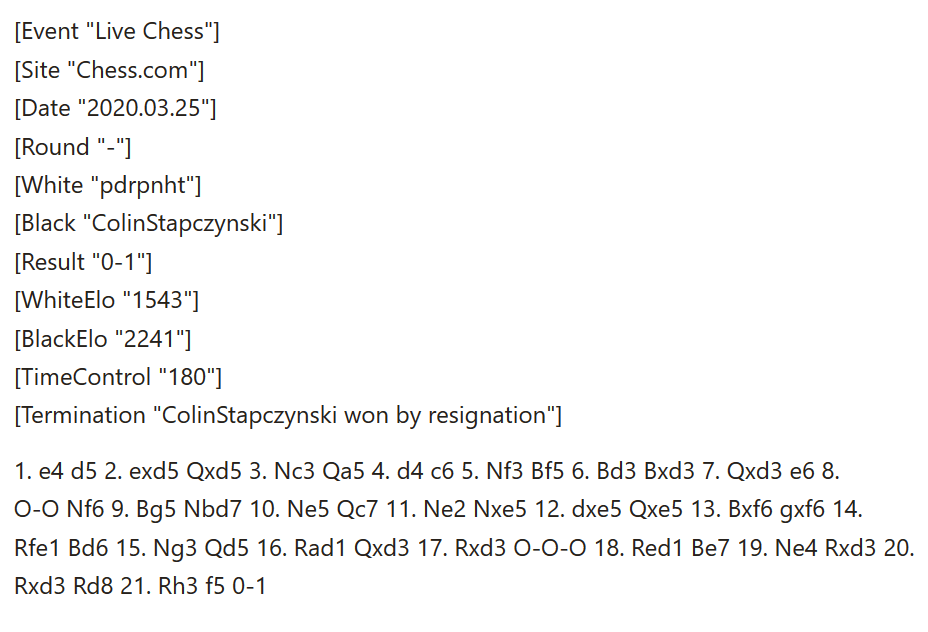 [Event "Live Chess"]
[Site "Chess.com"]
[Date "2020.03.25"]
[Round "-"]
[White "pdrpnht"]
[Black "ColinStapczynski"]
[Result "0-1"]
[WhiteElo "1543"]
[BlackElo "2241"]
[TimeControl "180"]
[Termination "ColinStapczynski won by resignation"]
1. e4 d5 2. exd5 Qxd5 3. Nc3 Qa5 4. d4 c6 5. Nf3 Bf5 6. Bd3 Bxd3 7. Qxd3 e6 8.
O-O Nf6 9. Bg5 Nbd7 10. Ne5 Qc7 11. Ne2 Nxe5 12. dxe5 Qxe5 13. Bxf6 gxf6 14.
Rfe1 Bd6 15. Ng3 Qd5 16. Rad1 Qxd3 17. Rxd3 O-O-O 18. Red1 Be7 19. Ne4 Rxd3 20.
Rxd3 Rd8 21. Rh3 f5 0-1